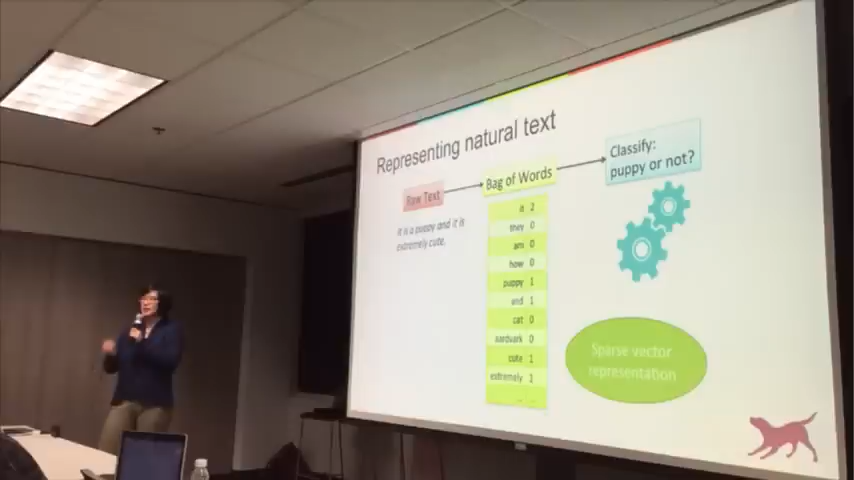 Representing natural text
Raw Text
Bag of Words
Classify:
puppy or not?
It is a puppy and it is
extremely cute.
it 2
they 0
am 0
how 0
puppy 1
and 1
cat 0
aardvark 0
cute 1
extremely
Sparse vector
representation